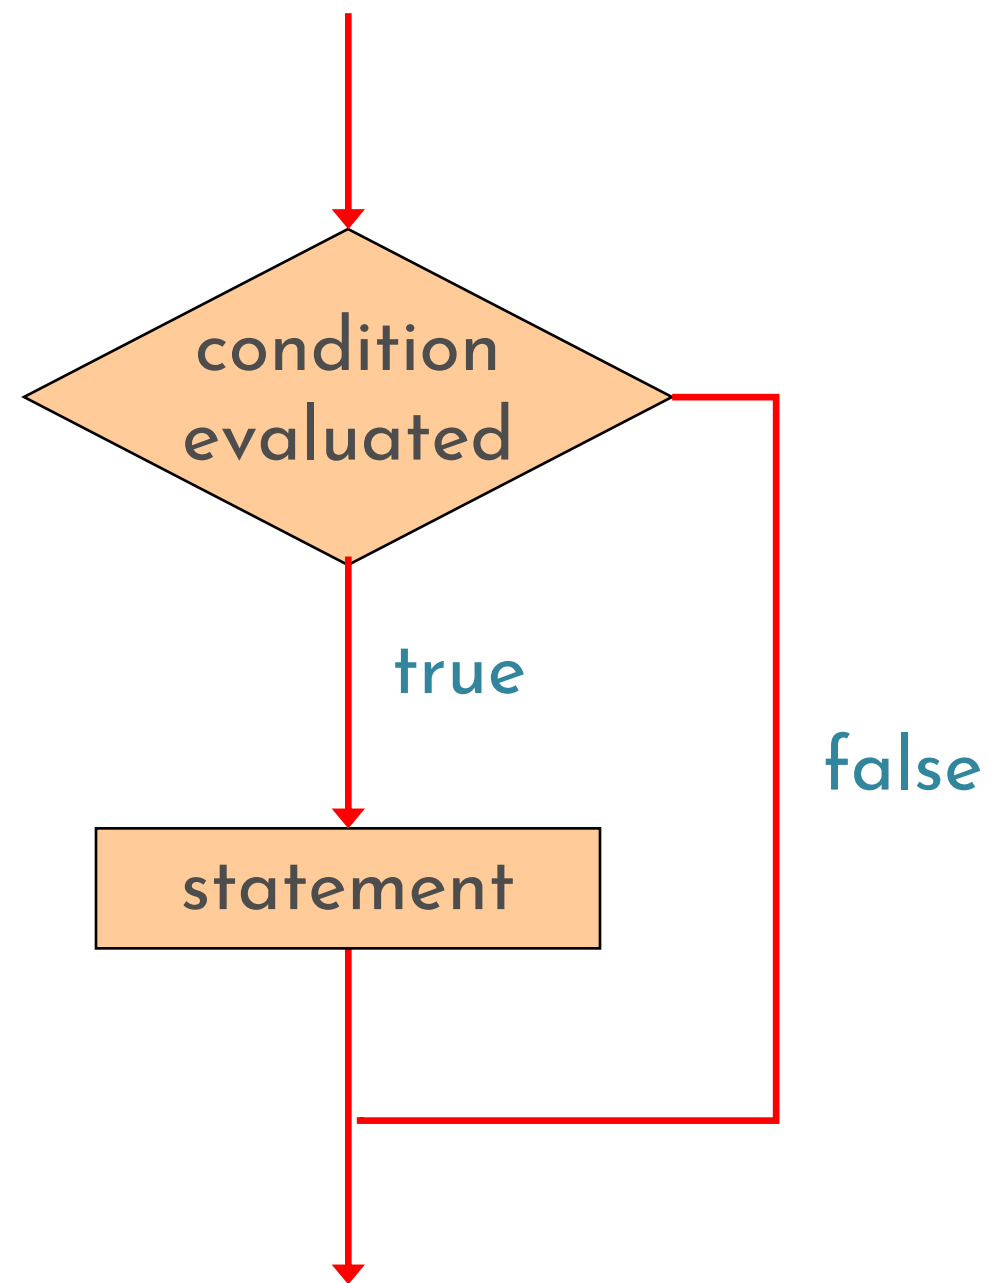 condition
evaluated
true
false
statement